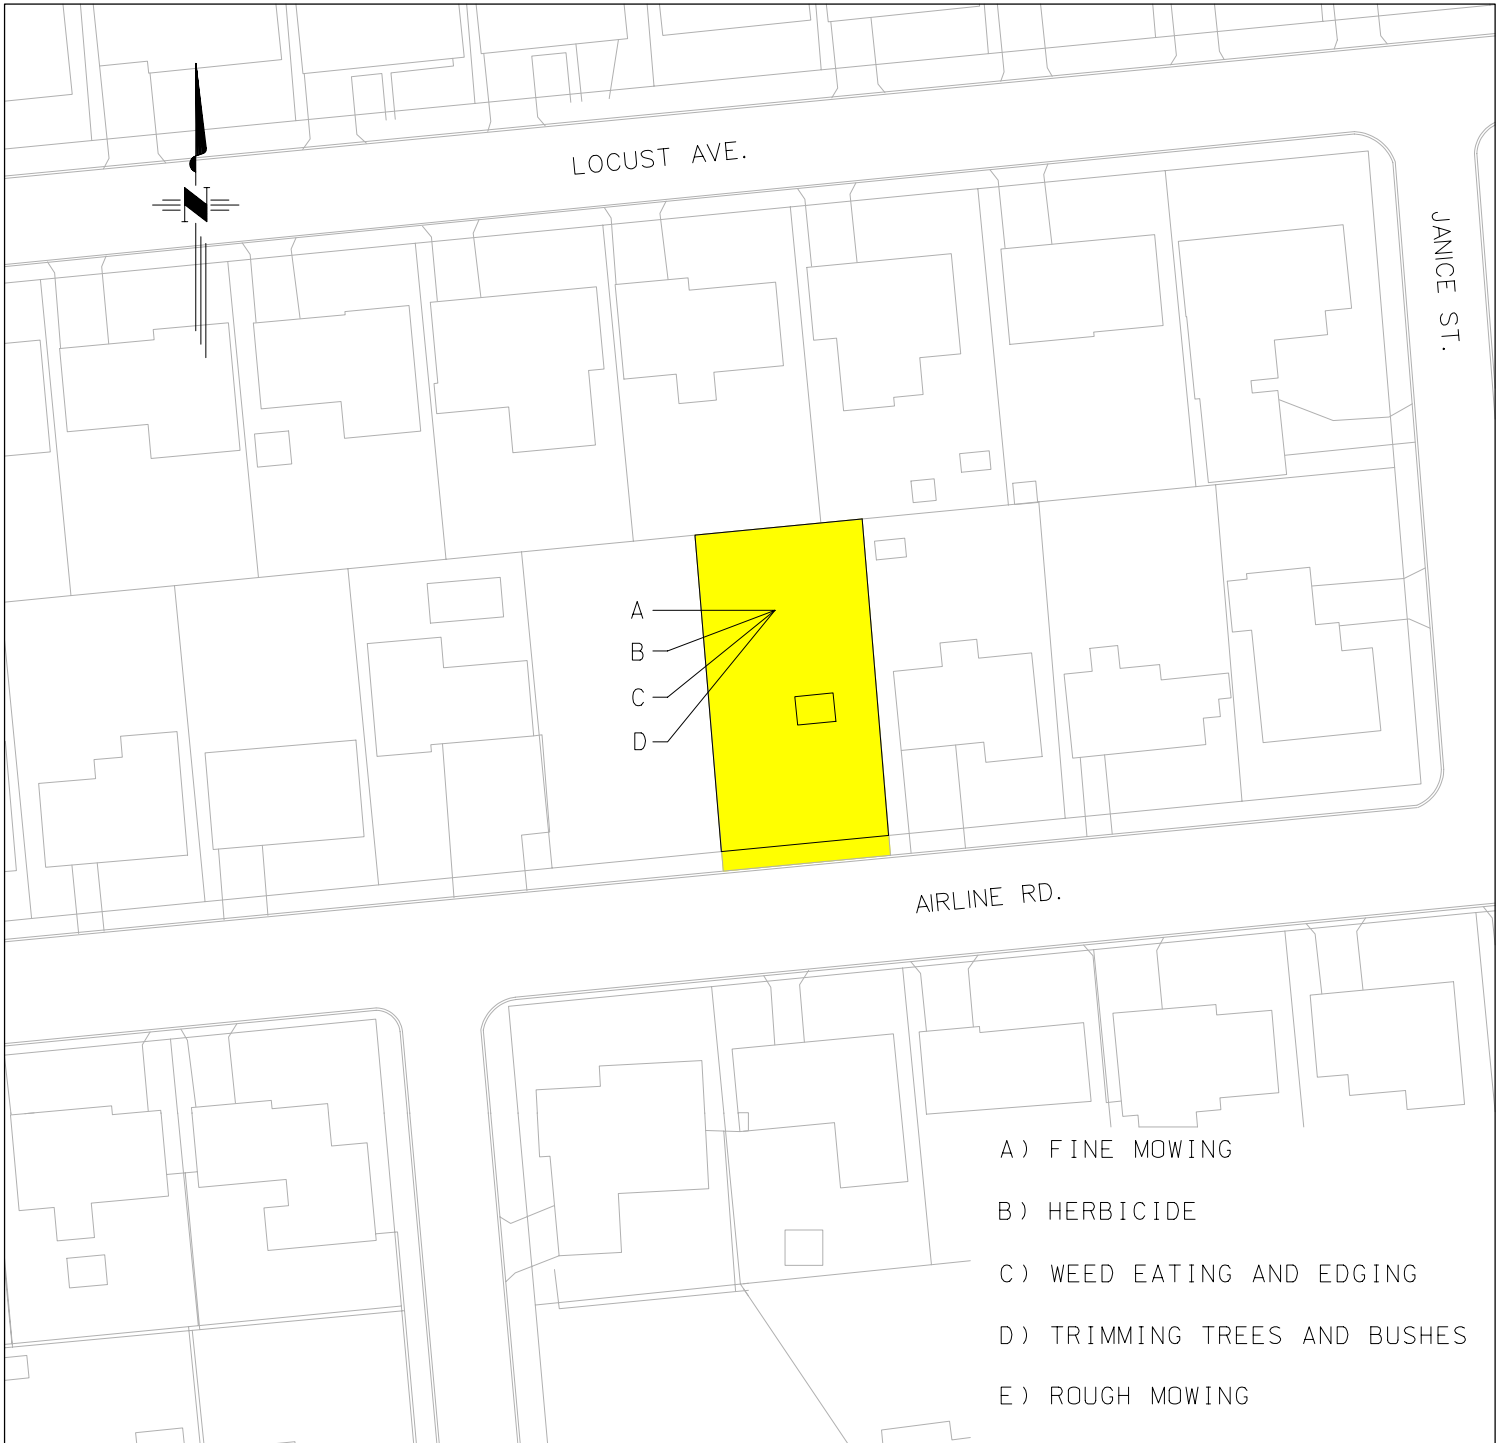 LOCUST AVE.
N
JANICE ST.
A
B
C
D
AIRLINE RD.
A) FINE MOWING
B) HERBICIDE
C) WEED EATING AND EDGING
D) TRIMMING TREES AND BUSHES
E) ROUGH MOWING